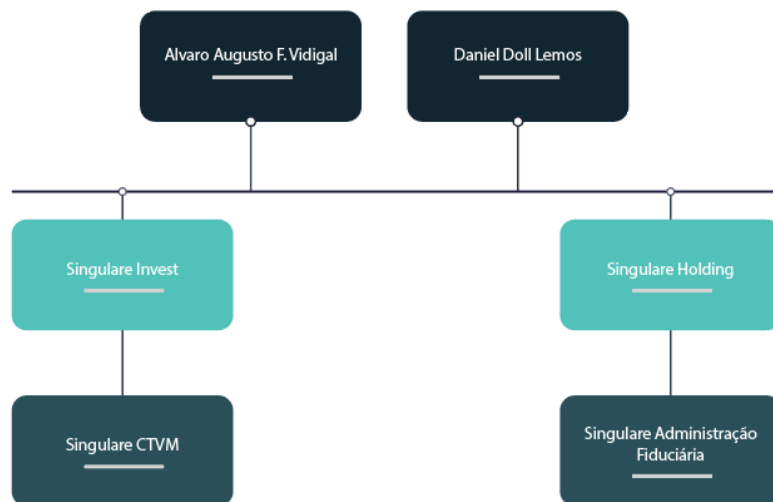 Alvaro Augusto F. Vidigal
Daniel Doll Lemos
Singulare Invest
Singulare Holding
Singulare CTVM
Singulare Administração
Fiduciária